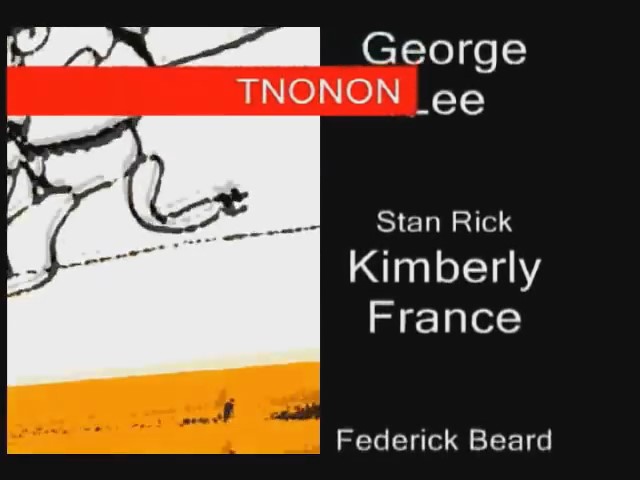 George
TNONON
Lee
Stan Rick
Kimberly
France
Federick Beard